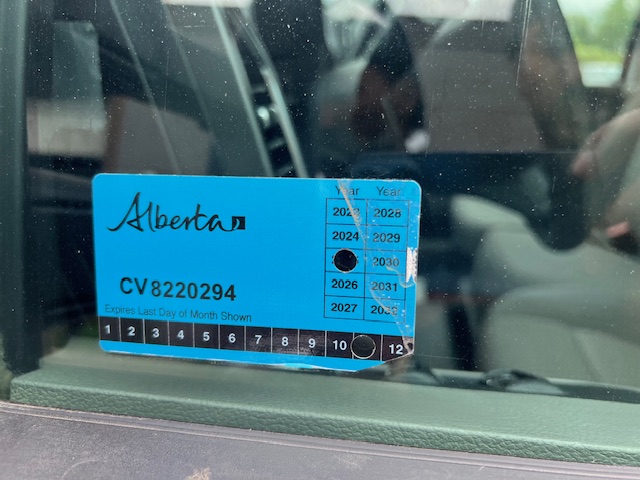 Alberta
CV8220294
Expires Last Day of Month Shown
Year Year
2028
2024 2029
2030
2026 2031
2027
1 2 3 4 5 6 7 8 9 10 12